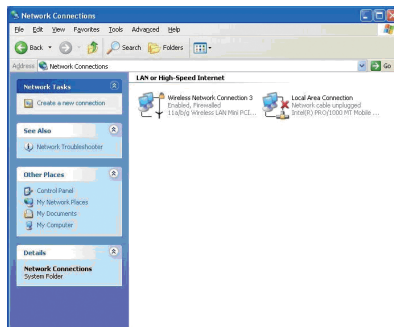 Network Connections
File Edit View Favorites Tools Advanced Help
Back Search Folders
Address Network Connections Go
Network Tasks
Create a new connection
See Also
Network Troubleshooter
Other Places
Control Panel
My Network Places
My Documents
My Computer
Details
Network Connections
System Folder
LAN or High-Speed Internet
Wireless Network Connection 3
Enabled, Firewalled
11a/b/g Wireless LAN Mini PCI...
Local Area Connection
Network cable unplugged
Intel(R) PRO/1000 MT Mobile ...